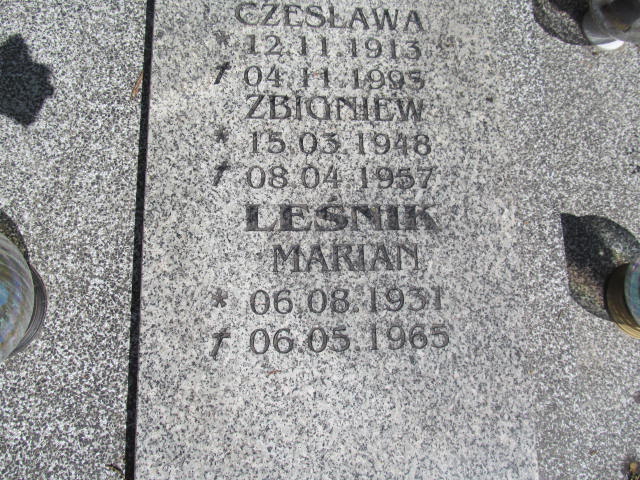 CZESŁAWA
* 12.11.1913
† 04.11.1995
ZBIGNIEW
* 15.03.1948
† 08.04.1957
LEŚNIK
MARIAN
* 06.08.1931
† 06.05.1965